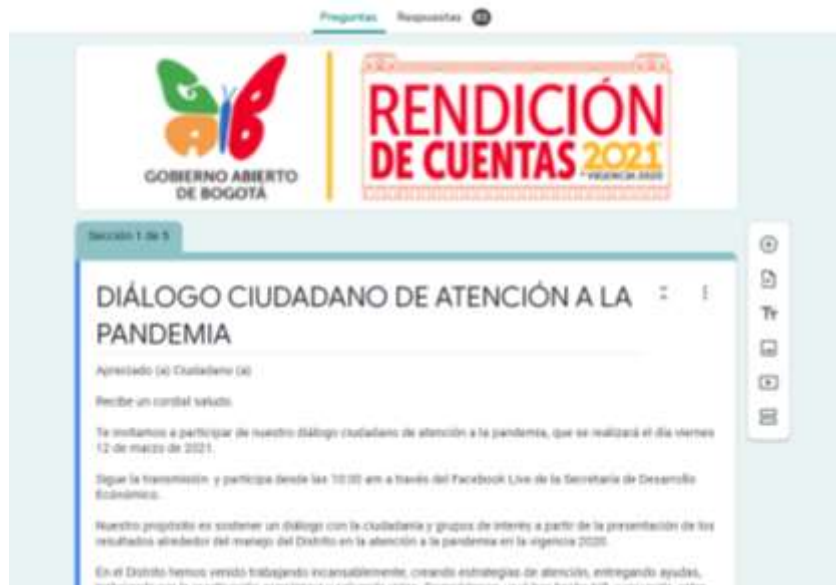 Preguntas Respuestas
GAB
GOBIERNO ABIERTO
DE BOGOTÁ
RENDICIÓN
DE CUENTAS 2021
VIGENCIA 2020
Sección 1 de 5
DIÁLOGO CIUDADANO DE ATENCIÓN A LA
PANDEMIA
Apreciado (a) Ciudadano (a)
Recibe un cordial saludo.
Te invitamos a participar de nuestro diálogo ciudadano de atención a la pandemia, que se realizará el día viernes
12 de marzo de 2021.
Sigue la transmisión y participa desde las 10:00 am a través del Facebook Live de la Secretaría de Desarrollo
Económico.
Nuestro propósito es sostener un diálogo con la ciudadanía y grupos de interés a partir de la presentación de los
resultados alrededor del manejo del Distrito en la atención a la pandemia en la vigencia 2020.
En el Distrito hemos venido trabajando incansablemente, creando estrategias de atención, entregando ayudas,